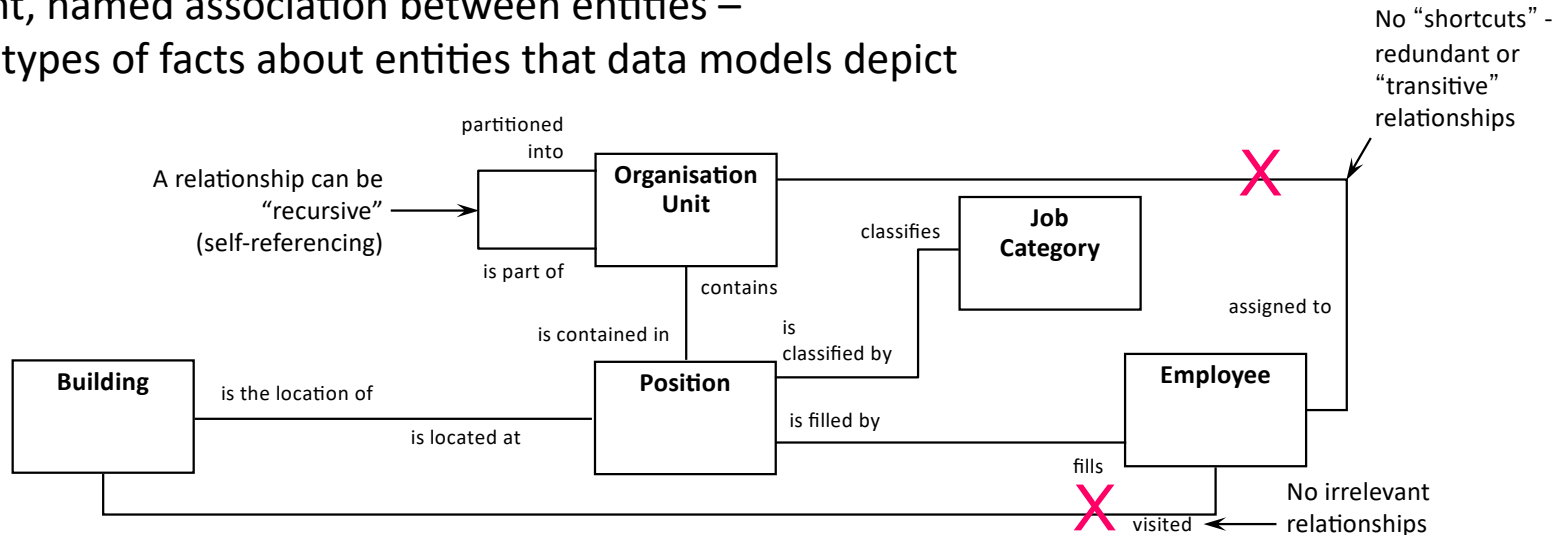 nt, named association between entities –
types of facts about entities that data models depict
No “shortcuts” -
redundant or
“transitive”
relationships
partitioned
into
A relationship can be
“recursive”
(self-referencing)
Organisation
Unit
is part of
contains
classifies
Job
Category
assigned to
is contained in
is
classified by
Building
is the location of
is located at
Position
is filled by
Employee
fills
X
X
visited
No irrelevant
relationships